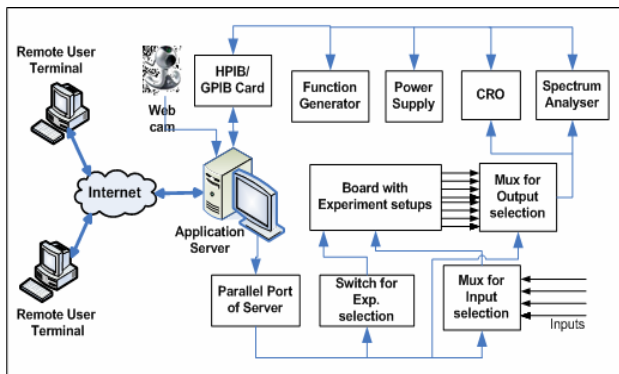 Remote User
Terminal
Web
cam
HPIB/
GPIB Card
Function
Generator
Power
Supply
CRO
Spectrum
Analyser
Internet
Application
Server
Board with
Experiment setups
Mux for
Output
selection
Remote User
Terminal
Parallel Port
of Server
Switch for
Exp.
selection
Mux for
Input
selection
Inputs